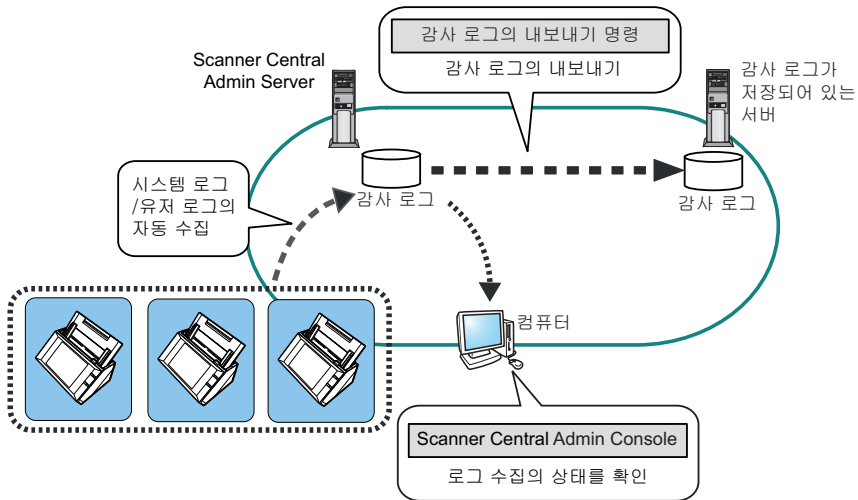 감사 로그의 내보내기 명령
감사 로그의 내보내기
Scanner Central
Admin Server
감사 로그가
저장되어 있는
서버
시스템 로그
/유저 로그의
자동 수집
감사 로그
감사 로그
컴퓨터
Scanner Central Admin Console
로그 수집의 상태를 확인